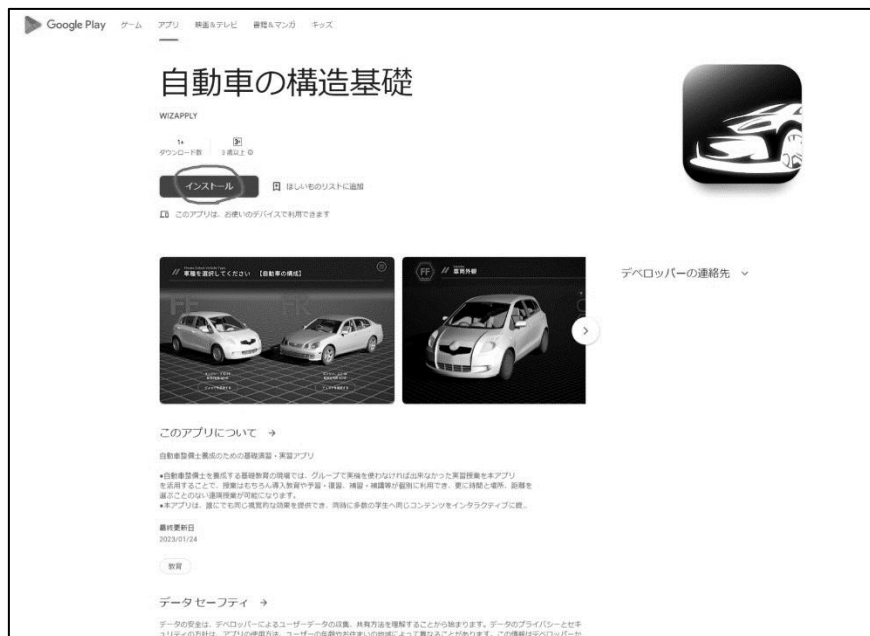 Google Play ゲーム アプリ 映画&テレビ 書籍&マンガ キッズ
自動車の構造基礎
WIZAPPLY
1+
ダウンロード数
3+
3 歳以上
インストール
ほしいものリストに追加
このアプリは、お使いのデバイスで利用できます
車種を選択してください 【自動車の構成】
FF FR
FF 車両外観
デベロッパーの連絡先
このアプリについて →
自動車整備士養成のための基礎演習・実習アプリ
●自動車整備士を養成する基礎教育の現場では、グループで実機を使わなければ出来なかった実習授業を本アプリ
を活用することで、授業はもちろん導入教育や予習・復習、補習・補講等が個別に利用でき、更に時間と場所、距離を
選ぶことのない遠隔授業が可能になります。
●本アプリは、誰にでも同じ視覚的な効果を提供でき、同時に多数の学生へ同じコンテンツをインタラクティブに提...
最終更新日
2023/01/24
教育
データ セーフティ →
データの安全は、デベロッパーによるユーザーデータの収集、共有方法を理解することから始まります。データのプライバシーとセキ
ュリティの方針は、アプリの使用方法、ユーザーの年齢やお住まいの地域によって異なることがあります。この情報はデベロッパーか